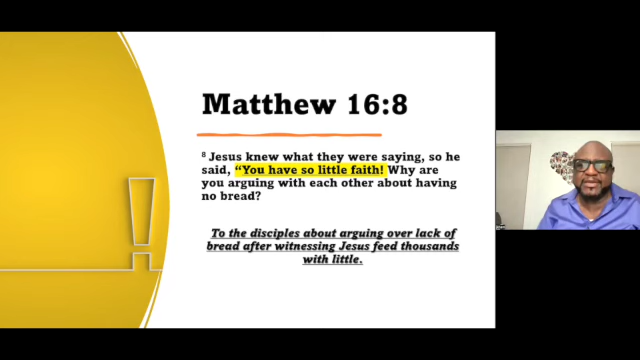 Matthew 16:8
8 Jesus knew what they were saying, so he
said, “You have so little faith! Why are
you arguing with each other about having
no bread?
To the disciples about arguing over lack of
bread after witnessing Jesus feed thousands
with little.